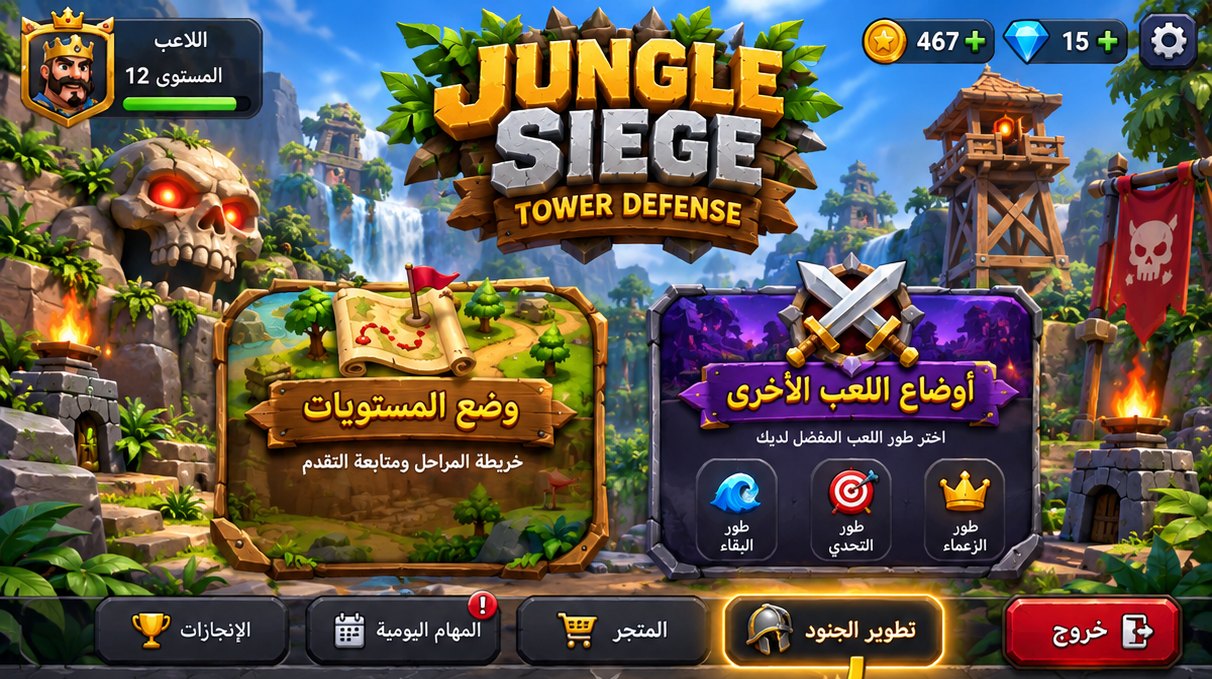 اللاعب
المستوى 12
JUNGLE
SIEGE
TOWER DEFENSE
467
15
وضع المستويات
خريطة المراحل ومتابعة التقدم
أوضاع اللعب الأخرى
اختر طور اللعب المفضل لديك
طور
الزعماء
طور
التحدي
طور
البقاء
خروج
تطوير الجنود
المتجر
المهام اليومية
!
الإنجازات